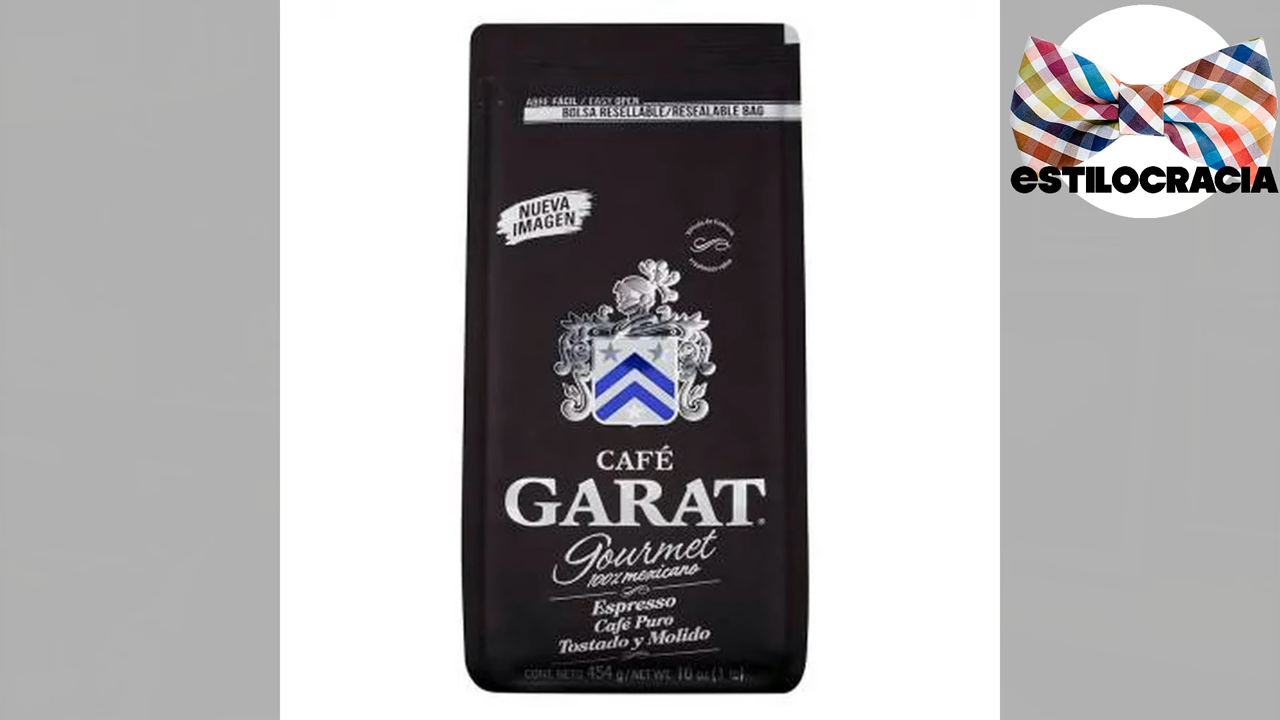 ABRE FÁCIL / EASY OPEN
BOLSA RESELLABLE/RESEALABLE BAG
NUEVA
IMAGEN
CAFÉ
GARAT
Gourmet
100% mexicano
Espresso
Café Puro
Tostado y Molido
CONT. NETO 454 g/NET WT. 16 oz (1 lb)
eSTILOCRACIA